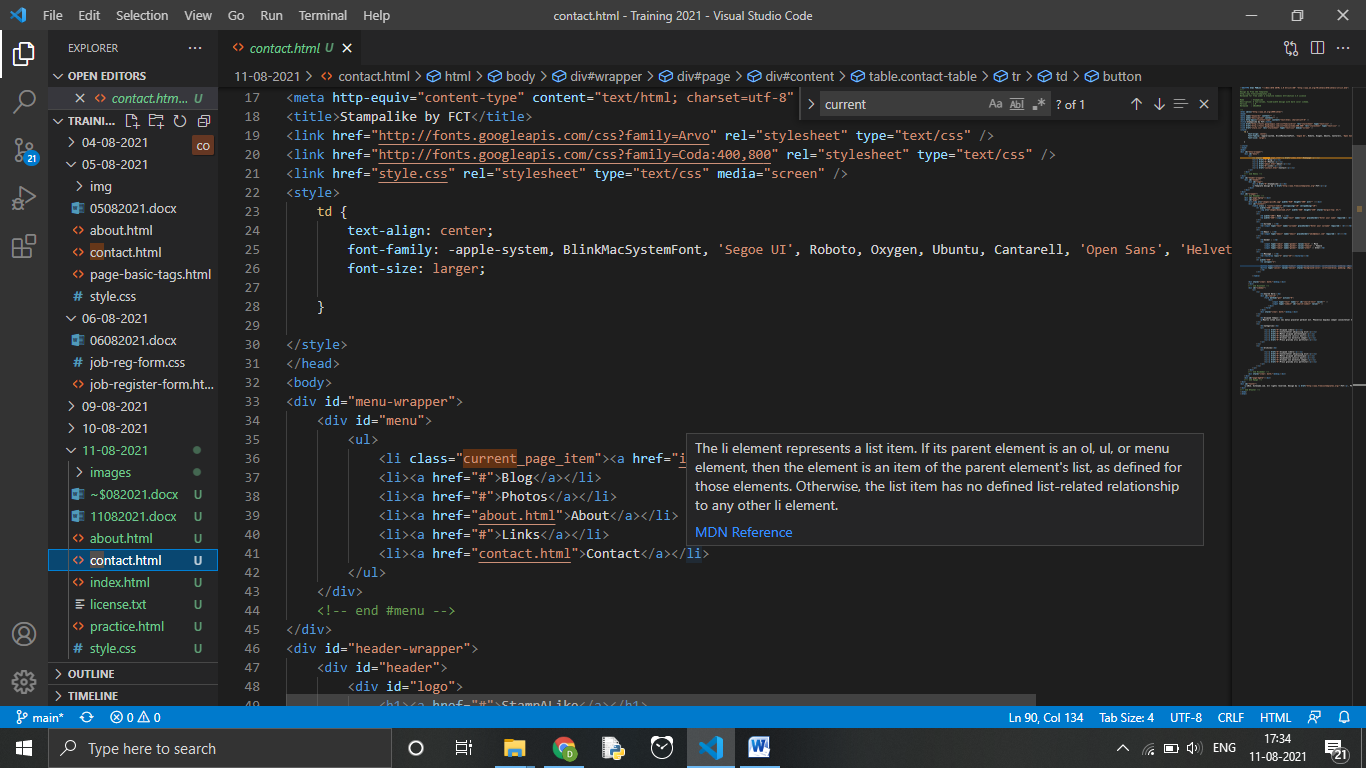 File Edit Selection View Go Run Terminal Help
contact.html - Training 2021 - Visual Studio Code
EXPLORER
OPEN EDITORS
contact.htm... U
TRAINI...
04-08-2021
co
05-08-2021
img
05082021.docx
about.html
contact.html
page-basic-tags.html
style.css
06-08-2021
06082021.docx
job-reg-form.css
job-register-form.ht...
09-08-2021
10-08-2021
11-08-2021
images
~$082021.docx U
11082021.docx U
about.html U
contact.html U
index.html U
license.txt U
practice.html U
style.css U
OUTLINE
TIMELINE
21
contact.html U
11-08-2021 > contact.html > html > body > div#wrapper > div#page > div#content > table.contact-table > tr > td > button
current
Aa Abl .*
? of 1
17 <meta http-equiv="content-type" content="text/html; charset=utf-8"
18 <title>Stampalike by FCT</title>
19 <link href="http://fonts.googleapis.com/css?family=Arvo" rel="stylesheet" type="text/css" />
20 <link href="http://fonts.googleapis.com/css?family=Coda:400,800" rel="stylesheet" type="text/css" />
21 <link href="style.css" rel="stylesheet" type="text/css" media="screen" />
22 <style>
23 td {
24 text-align: center;
25 font-family: -apple-system, BlinkMacSystemFont, 'Segoe UI', Roboto, Oxygen, Ubuntu, Cantarell, 'Open Sans', 'Helvet
26 font-size: larger;
27
28 }
29
30 </style>
31 </head>
32 <body>
33 <div id="menu-wrapper">
34 <div id="menu">
35 <ul>
36 <li class="current_page_item"><a href="i
37 <li><a href="#">Blog</a></li>
38 <li><a href="#">Photos</a></li>
39 <li><a href="about.html">About</a></li>
40 <li><a href="#">Links</a></li>
41 <li><a href="contact.html">Contact</a></li>
42 </ul>
43 </div>
44 <!-- end #menu -->
45 </div>
46 <div id="header-wrapper">
47 <div id="header">
48 <div id="logo">
49 <h1><a href="#">StampALike</a></h1>
The li element represents a list item. If its parent element is an ol, ul, or menu
element, then the element is an item of the parent element's list, as defined for
those elements. Otherwise, the list item has no defined list-related relationship
to any other li element.
MDN Reference
main* 0 0 Ln 90, Col 134 Tab Size: 4 UTF-8 CRLF HTML
Type here to search
D
W
ENG
17:34
11-08-2021
21